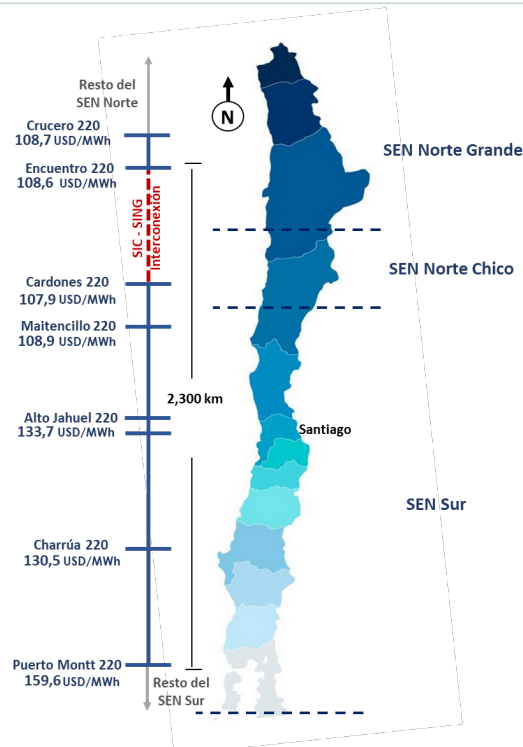 Resto del
SEN Norte
N
Crucero 220
108,7 USD/MWh
SEN Norte Grande
Encuentro 220
108,6 USD/MWh
SIC - SING
Interconexión
SEN Norte Chico
Cardones 220
107,9 USD/MWh
Maitencillo 220
108,9 USD/MWh
2,300 km
Alto Jahuel 220
133,7 USD/MWh
Santiago
SEN Sur
Charrúa 220
130,5 USD/MWh
Puerto Montt 220
159,6 USD/MWh
Resto del
SEN Sur